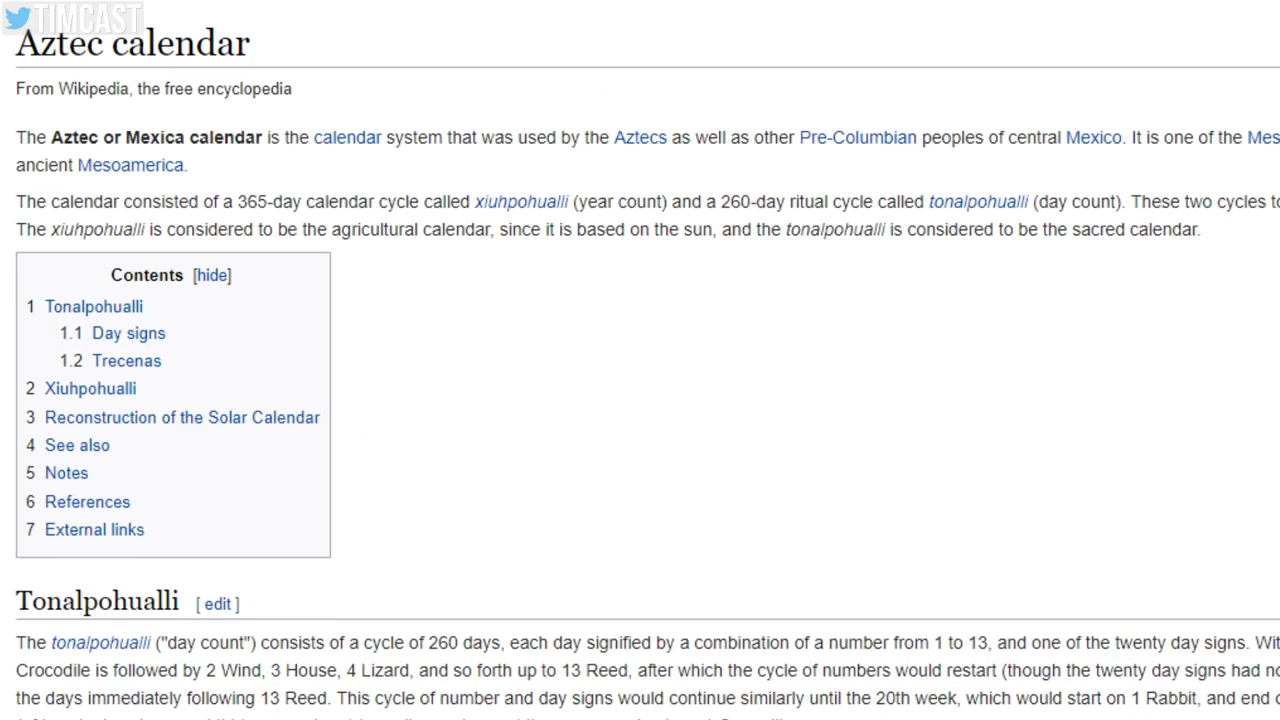 TIMCAST
Aztec calendar
From Wikipedia, the free encyclopedia
The Aztec or Mexica calendar is the calendar system that was used by the Aztecs as well as other Pre-Columbian peoples of central Mexico. It is one of the Mes
ancient Mesoamerica.
The calendar consisted of a 365-day calendar cycle called xiuhpohualli (year count) and a 260-day ritual cycle called tonalpohualli (day count). These two cycles to
The xiuhpohualli is considered to be the agricultural calendar, since it is based on the sun, and the tonalpohualli is considered to be the sacred calendar.
Contents [hide]
1 Tonalpohualli
1.1 Day signs
1.2 Trecenas
2 Xiuhpohualli
3 Reconstruction of the Solar Calendar
4 See also
5 Notes
6 References
7 External links
Tonalpohualli [ edit ]
The tonalpohualli ("day count") consists of a cycle of 260 days, each day signified by a combination of a number from 1 to 13, and one of the twenty day signs. Wit
Crocodile is followed by 2 Wind, 3 House, 4 Lizard, and so forth up to 13 Reed, after which the cycle of numbers would restart (though the twenty day signs had no
the days immediately following 13 Reed. This cycle of number and day signs would continue similarly until the 20th week, which would start on 1 Rabbit, and end o